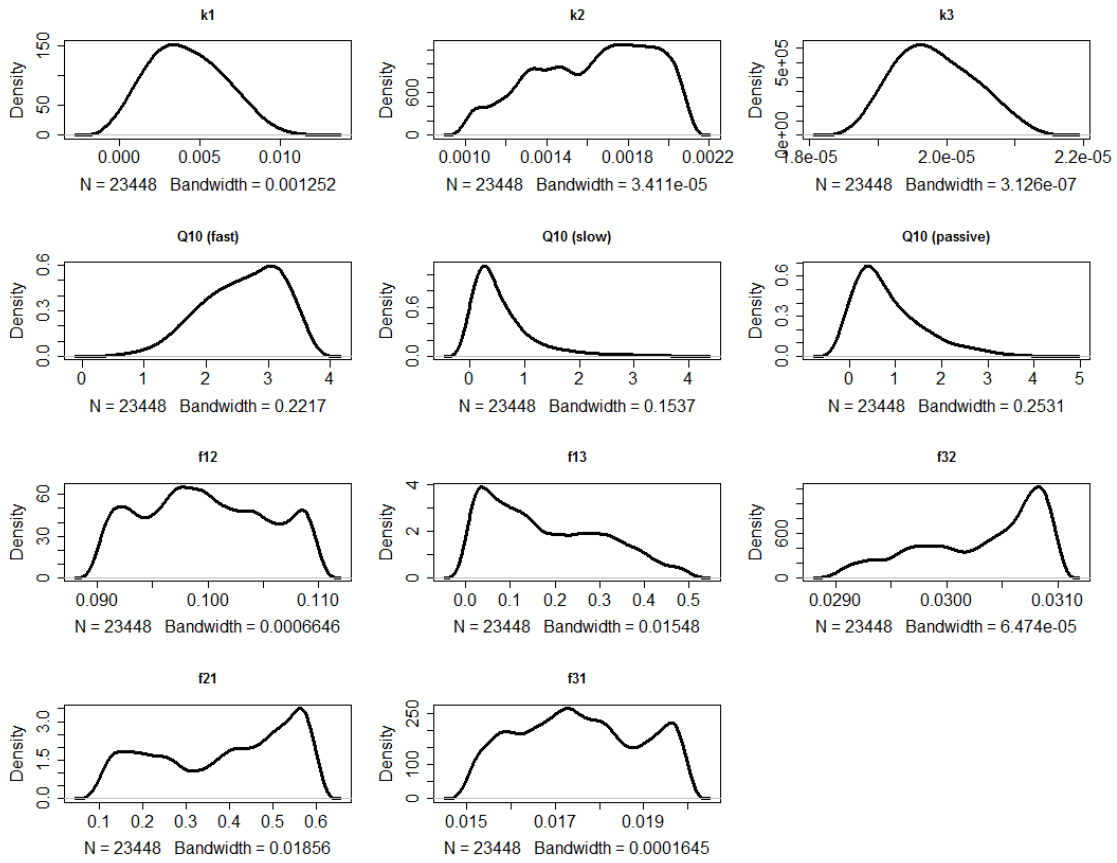 k1
Density
0 50 150
0.000 0.005 0.010
N = 23448 Bandwidth = 0.001252
k2
Density
0 600
0.0010 0.0014 0.0018 0.0022
N = 23448 Bandwidth = 3.411e-05
k3
Density
0e+00 5e+05
1.8e-05 2.0e-05 2.2e-05
N = 23448 Bandwidth = 3.126e-07
Q10 (fast)
Density
0.0 0.3 0.6
0 1 2 3 4
N = 23448 Bandwidth = 0.2217
Q10 (slow)
Density
0.0 0.6
0 1 2 3 4
N = 23448 Bandwidth = 0.1537
Q10 (passive)
Density
0.0 0.3 0.6
0 1 2 3 4 5
N = 23448 Bandwidth = 0.2531
f12
Density
0 30 60
0.090 0.100 0.110
N = 23448 Bandwidth = 0.0006646
f13
Density
0 2 4
0.0 0.1 0.2 0.3 0.4 0.5
N = 23448 Bandwidth = 0.01548
f32
Density
0 600
0.0290 0.0300 0.0310
N = 23448 Bandwidth = 6.474e-05
f21
Density
0.0 1.5 3.0
0.1 0.2 0.3 0.4 0.5 0.6
N = 23448 Bandwidth = 0.01856
f31
Density
0 100 250
0.015 0.017 0.019
N = 23448 Bandwidth = 0.0001645